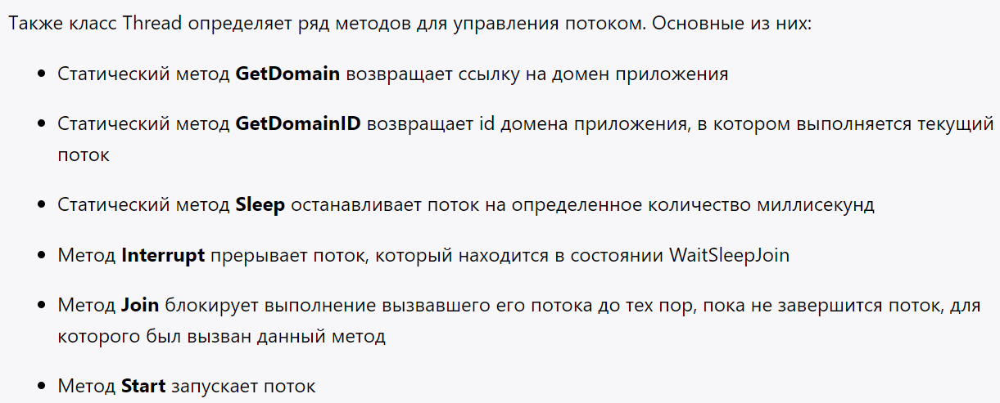 Также класс Thread определяет ряд методов для управления потоком. Основные из них:
• Статический метод GetDomain возвращает ссылку на домен приложения
• Статический метод GetDomainID возвращает id домена приложения, в котором выполняется текущий
поток
• Статический метод Sleep останавливает поток на определенное количество миллисекунд
• Метод Interrupt прерывает поток, который находится в состоянии WaitSleepJoin
• Метод Join блокирует выполнение вызвавшего его потока до тех пор, пока не завершится поток, для
которого был вызван данный метод
• Метод Start запускает поток